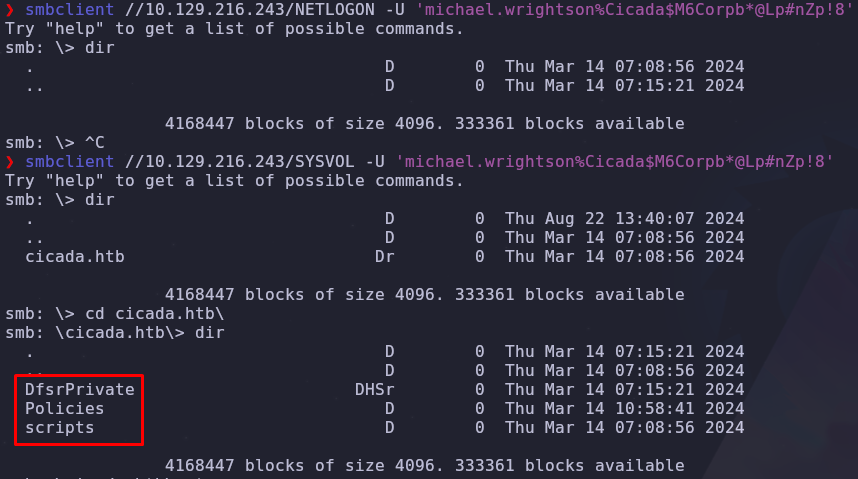 ❯ smbclient //10.129.216.243/NETLOGON -U 'michael.wrightson%Cicada$M6Corpb*@Lp#nZp!8'
Try "help" to get a list of possible commands.
smb: \> dir
  .                                   D        0  Thu Mar 14 07:08:56 2024
  ..                                  D        0  Thu Mar 14 07:15:21 2024

                4168447 blocks of size 4096. 333361 blocks available
smb: \> ^C
❯ smbclient //10.129.216.243/SYSVOL -U 'michael.wrightson%Cicada$M6Corpb*@Lp#nZp!8'
Try "help" to get a list of possible commands.
smb: \> dir
  .                                   D        0  Thu Aug 22 13:40:07 2024
  ..                                  D        0  Thu Mar 14 07:08:56 2024
  cicada.htb                         Dr        0  Thu Mar 14 07:08:56 2024

                4168447 blocks of size 4096. 333361 blocks available
smb: \> cd cicada.htb\
smb: \cicada.htb\> dir
  .                                   D        0  Thu Mar 14 07:15:21 2024
  ..                                  D        0  Thu Mar 14 07:08:56 2024
  DfsrPrivate                      DHSr        0  Thu Mar 14 07:15:21 2024
  Policies                            D        0  Thu Mar 14 10:58:41 2024
  scripts                             D        0  Thu Mar 14 07:08:56 2024

                4168447 blocks of size 4096. 333361 blocks available